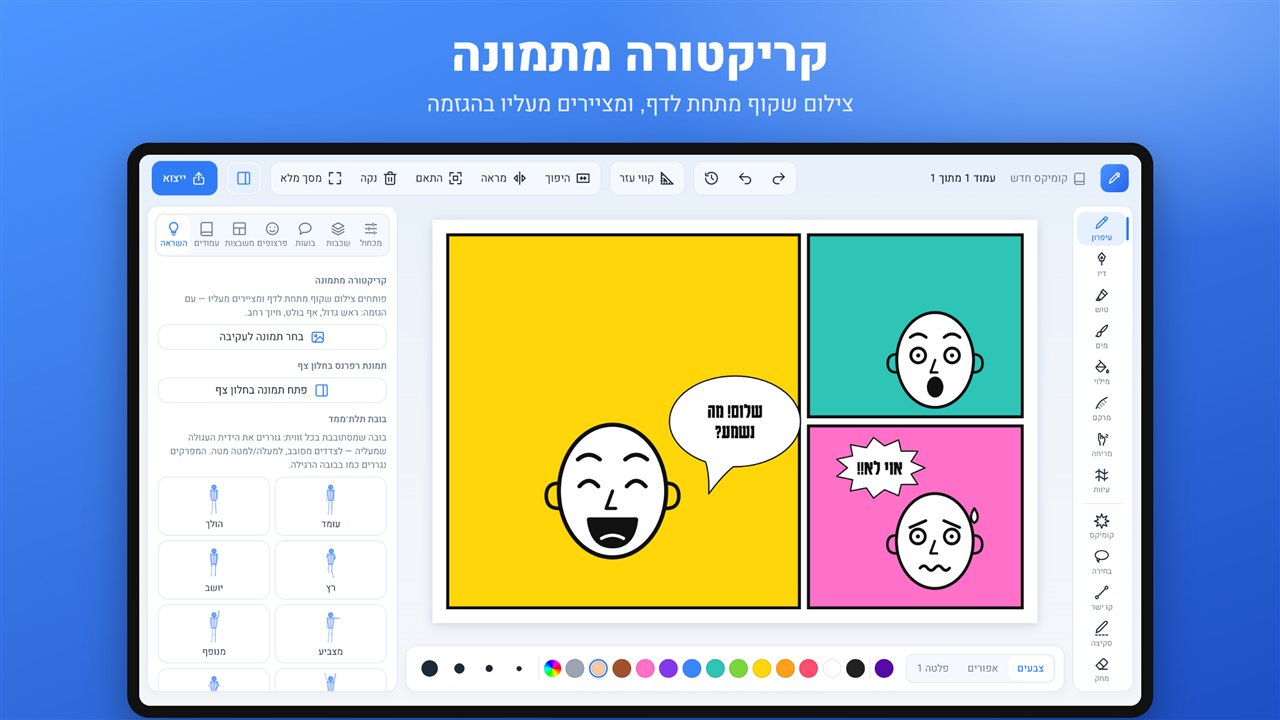 קריקטורה מתמונה
צילום שקוף מתחת לדף, ומציירים מעליו בהגזמה
קומיקס חדש
עמוד 1 מתוך 1
קווי עזר
היפוך
מראה
התאם
נקה
מסך מלא
ייצוא
עיפרון
דיו
טוש
מים
מילוי
מרקם
מריחה
עיוות
קומיקס
בחירה
קו ישר
סקיצה
מחק
שלום! מה
נשמע?
אוי לא!!
מכחול
שכבות
בועות
פרצופים
משבצות
עמודים
השראה
קריקטורה מתמונה
פותחים צילום שקוף מתחת לדף ומציירים מעליו — עם
הגזמה: ראש גדול, אף בולט, חיוך רחב.
בחר תמונה לעקיבה
תמונת רפרנס בחלון צף
פתח תמונה בחלון צף
בובת תלת־ממד
בובה שמסתובבת בכל זווית: גוררים את הידית העגולה
שמעליה — לצדדים מסובב, למעלה/למטה מטה. המפרקים
נגררים כמו בבובה הרגילה.
עומד
הולך
רץ
יושב
מצביע
מנופף
צבעים
אפורים
פלטה 1